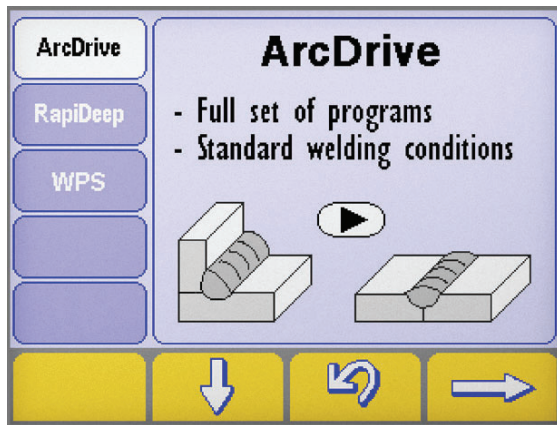 ArcDrive
RapiDeep
WPS
ArcDrive
- Full set of programs
- Standard welding conditions